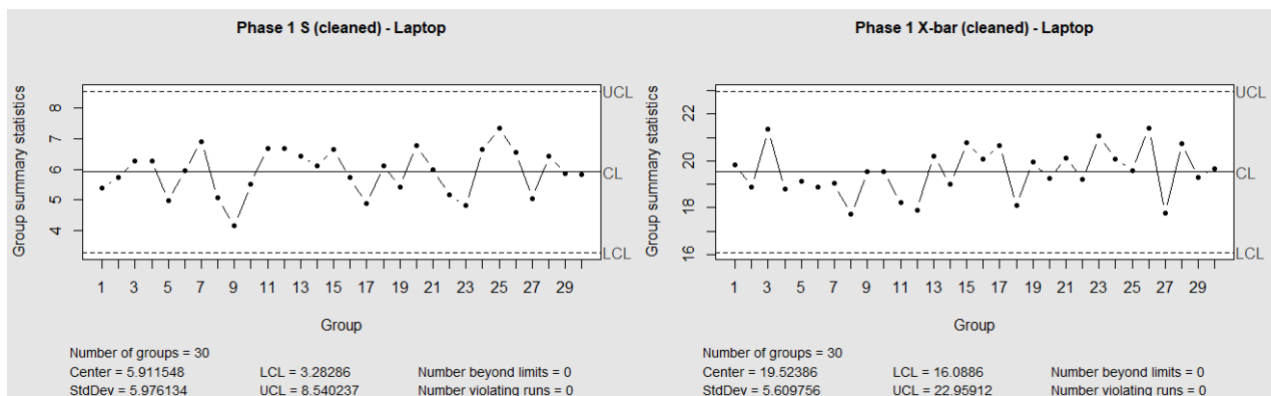 Phase 1 S (cleaned) - Laptop
Group summary statistics
8
7
6
5
4
UCL
CL
LCL
1 3 5 7 9 11 13 15 17 19 21 23 25 27 29
Group
Number of groups = 30
Center = 5.911548 LCL = 3.28286 Number beyond limits = 0
StdDev = 5.976134 UCL = 8.540237 Number violating runs = 0
Phase 1 X-bar (cleaned) - Laptop
Group summary statistics
22
20
18
16
UCL
CL
LCL
1 3 5 7 9 11 13 15 17 19 21 23 25 27 29
Group
Number of groups = 30
Center = 19.52386 LCL = 16.0886 Number beyond limits = 0
StdDev = 5.609756 UCL = 22.95912 Number violating runs = 0